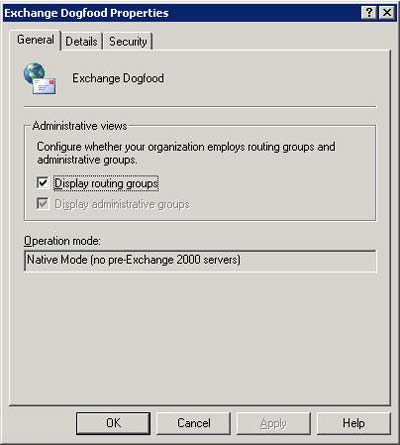 Exchange Dogfood Properties
General Details Security
Exchange Dogfood
Administrative views
Configure whether your organization employs routing groups and
administrative groups.
Display routing groups
Display administrative groups
Operation mode:
Native Mode (no pre-Exchange 2000 servers)
OK Cancel Apply Help